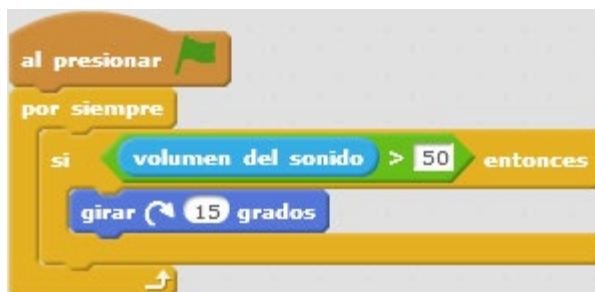 al presionar
por siempre
si volumen del sonido > 50 entonces
girar 15 grados